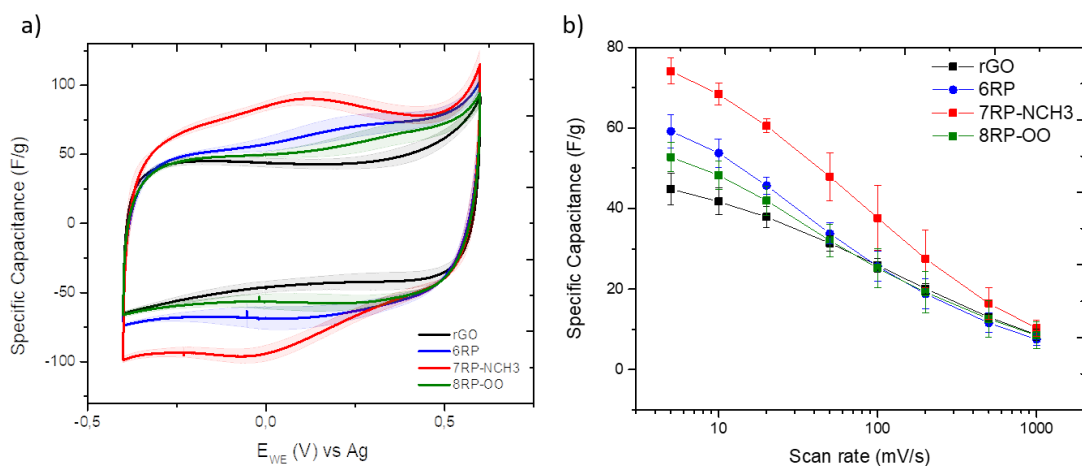 a)
Specific Capacitance (F/g)
100
50
0
-50
-100
-0,5
0,0
0,5
E_WE (V) vs Ag
rGO
6RP
7RP-NCH3
8RP-OO
b)
Specific Capacitance (F/g)
80
60
40
20
0
10
100
1000
Scan rate (mV/s)
rGO
6RP
7RP-NCH3
8RP-OO